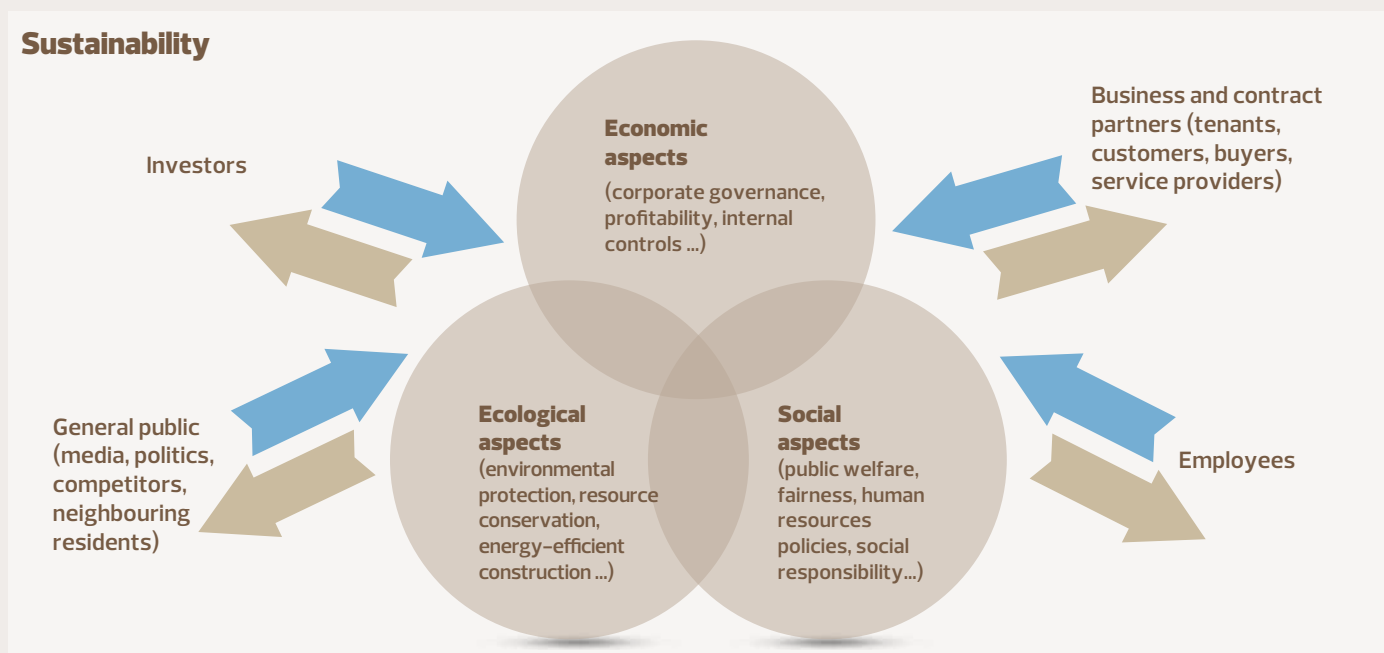 Sustainability
Economic
aspects
(corporate governance,
profitability, internal
controls ...)
Investors
Business and contract
partners (tenants,
customers, buyers,
service providers)
General public
(media, politics,
competitors,
neighbouring
residents)
Ecological
aspects
(environmental
protection, resource
conservation,
energy–efficient
construction ...)
Social
aspects
(public welfare,
fairness, human
resources
policies, social
responsibility...)
Employees